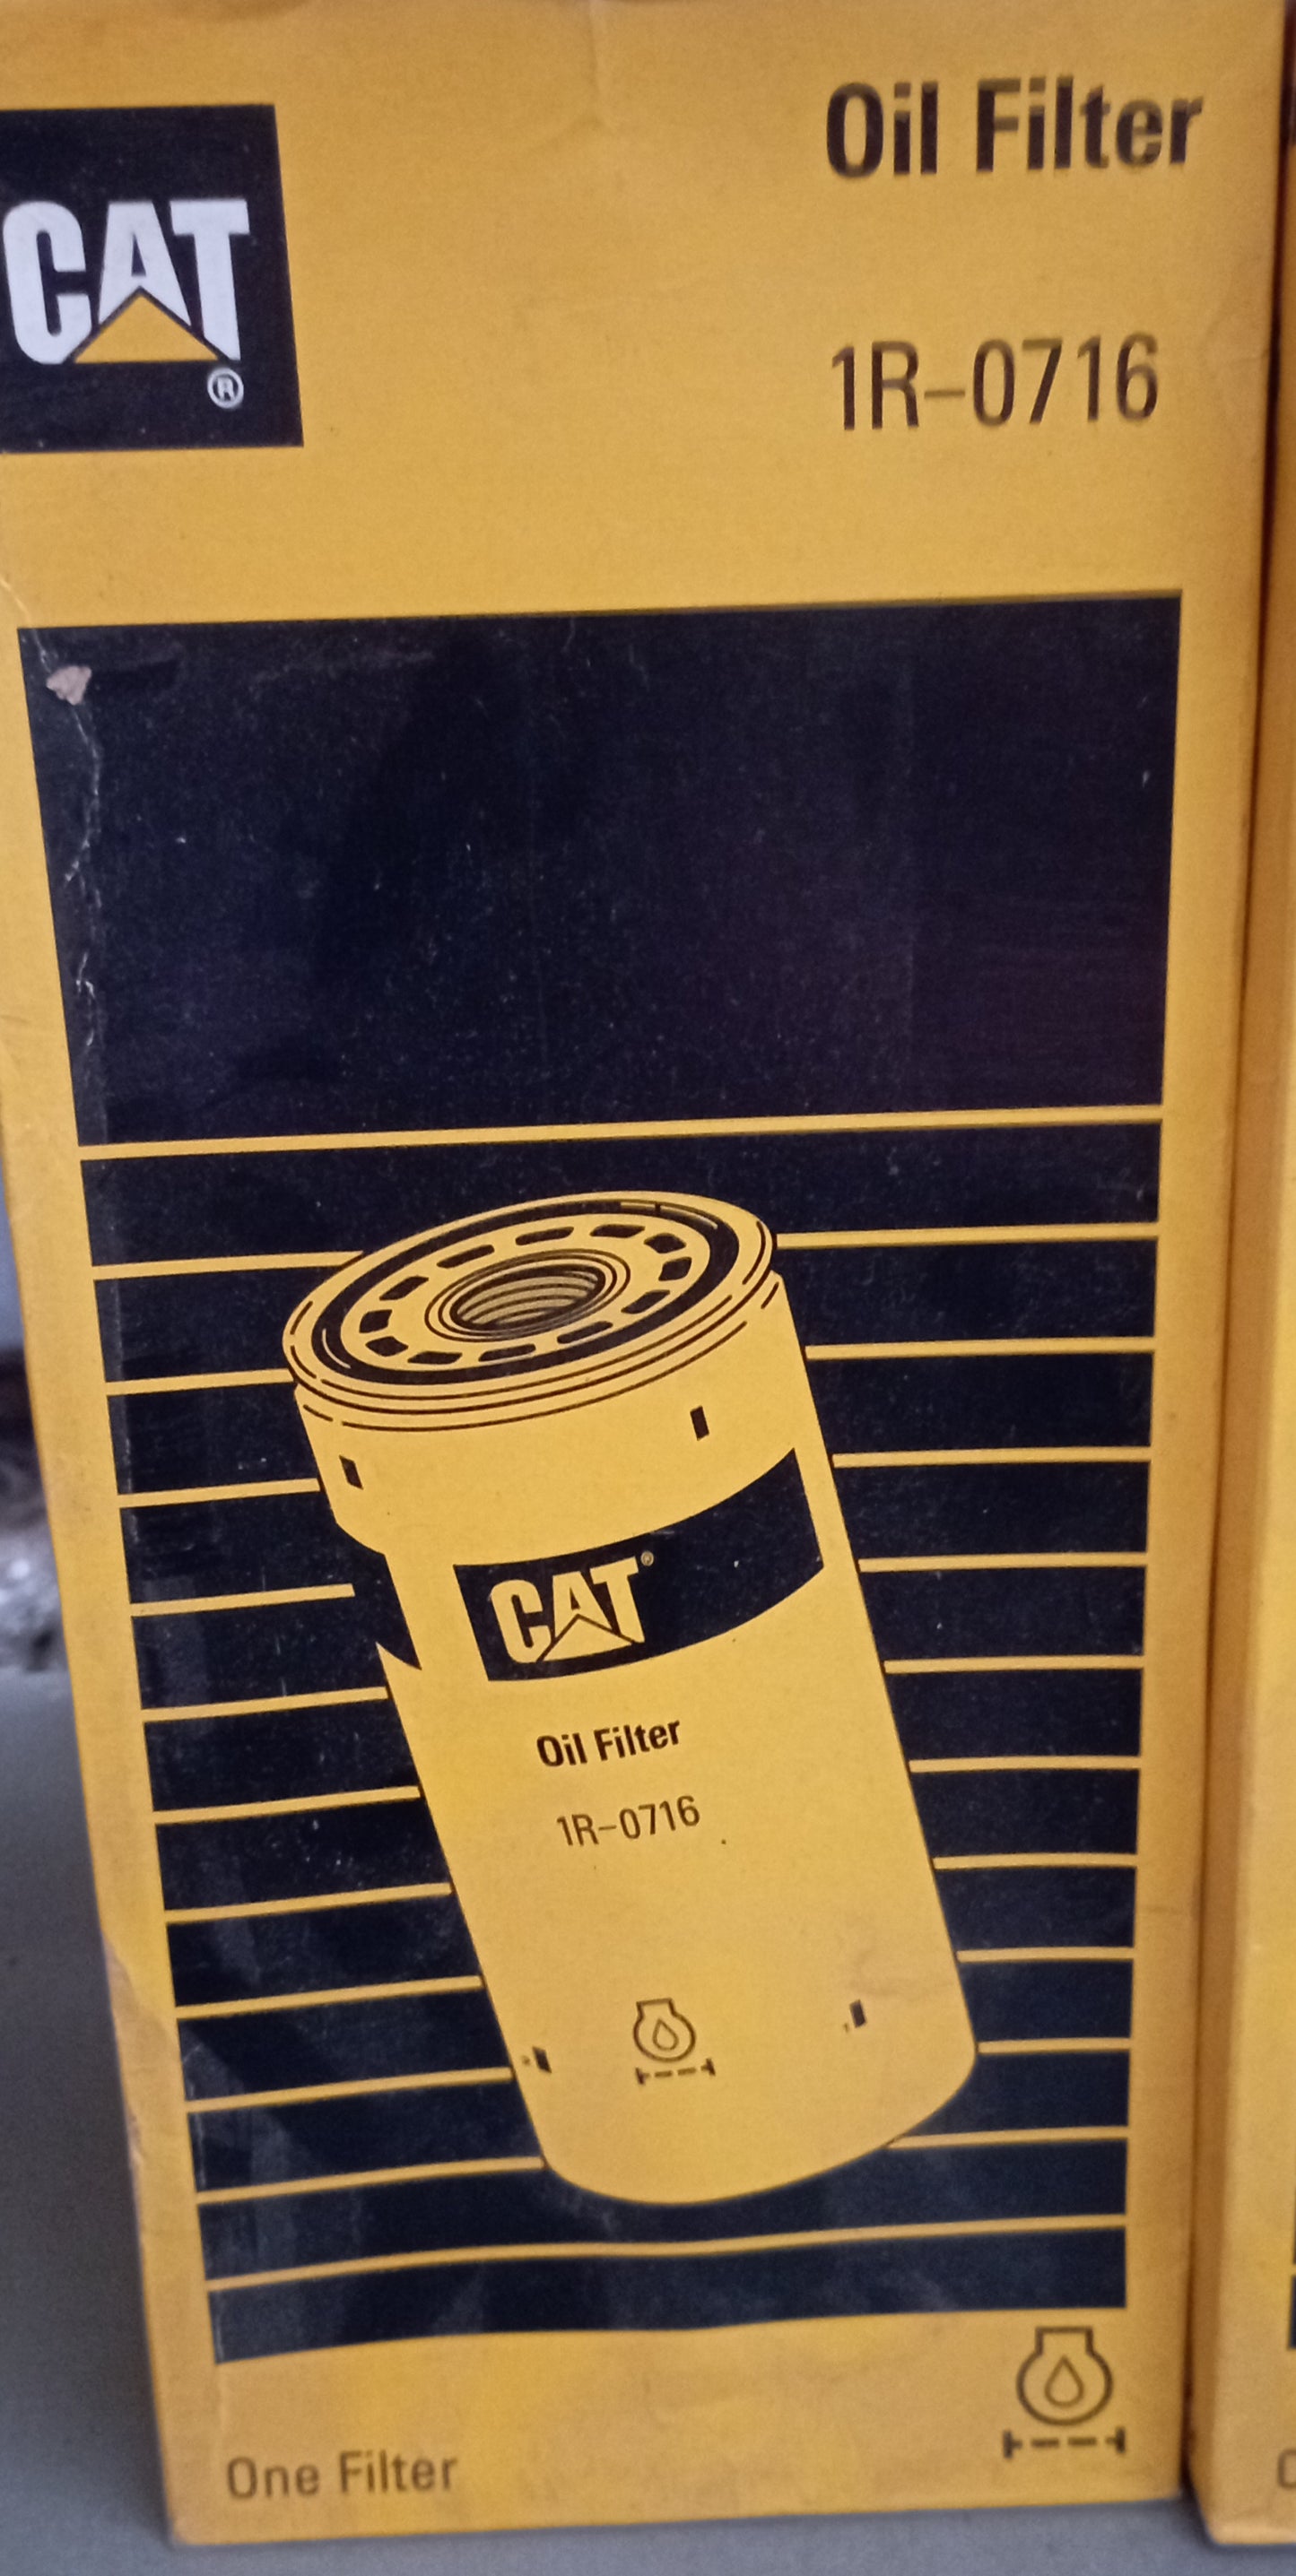 Oil Filter
CAT
®
1R-0716
CAT®
Oil Filter
1R-0716
One Filter